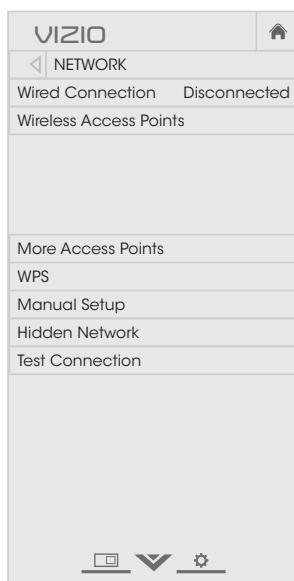 VIZIO
NETWORK
Wired Connection Disconnected
Wireless Access Points
More Access Points
WPS
Manual Setup
Hidden Network
Test Connection